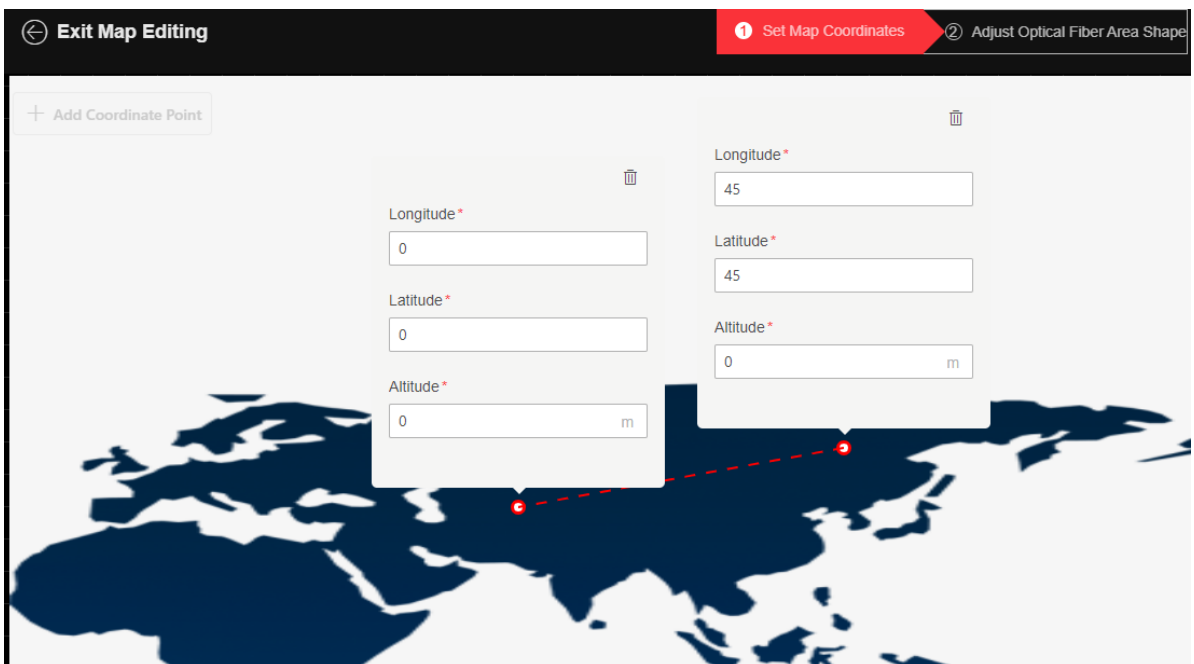 Exit Map Editing
1 Set Map Coordinates
2 Adjust Optical Fiber Area Shape
+ Add Coordinate Point
Longitude*
0
Latitude*
0
Altitude*
0 m
Longitude*
45
Latitude*
45
Altitude*
0 m